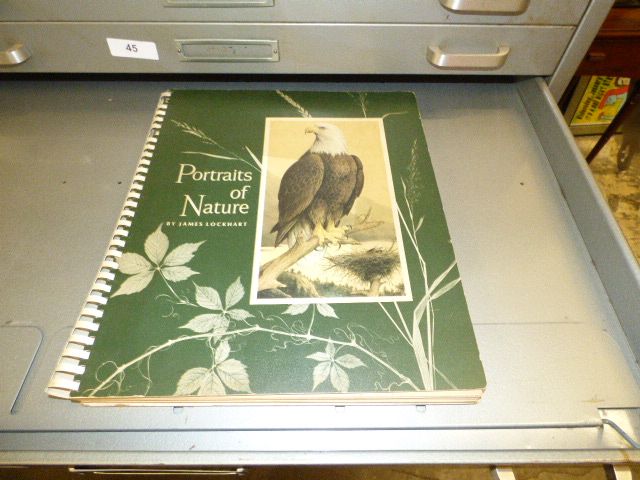 45
Portraits
of
Nature
BY JAMES LOCKHART